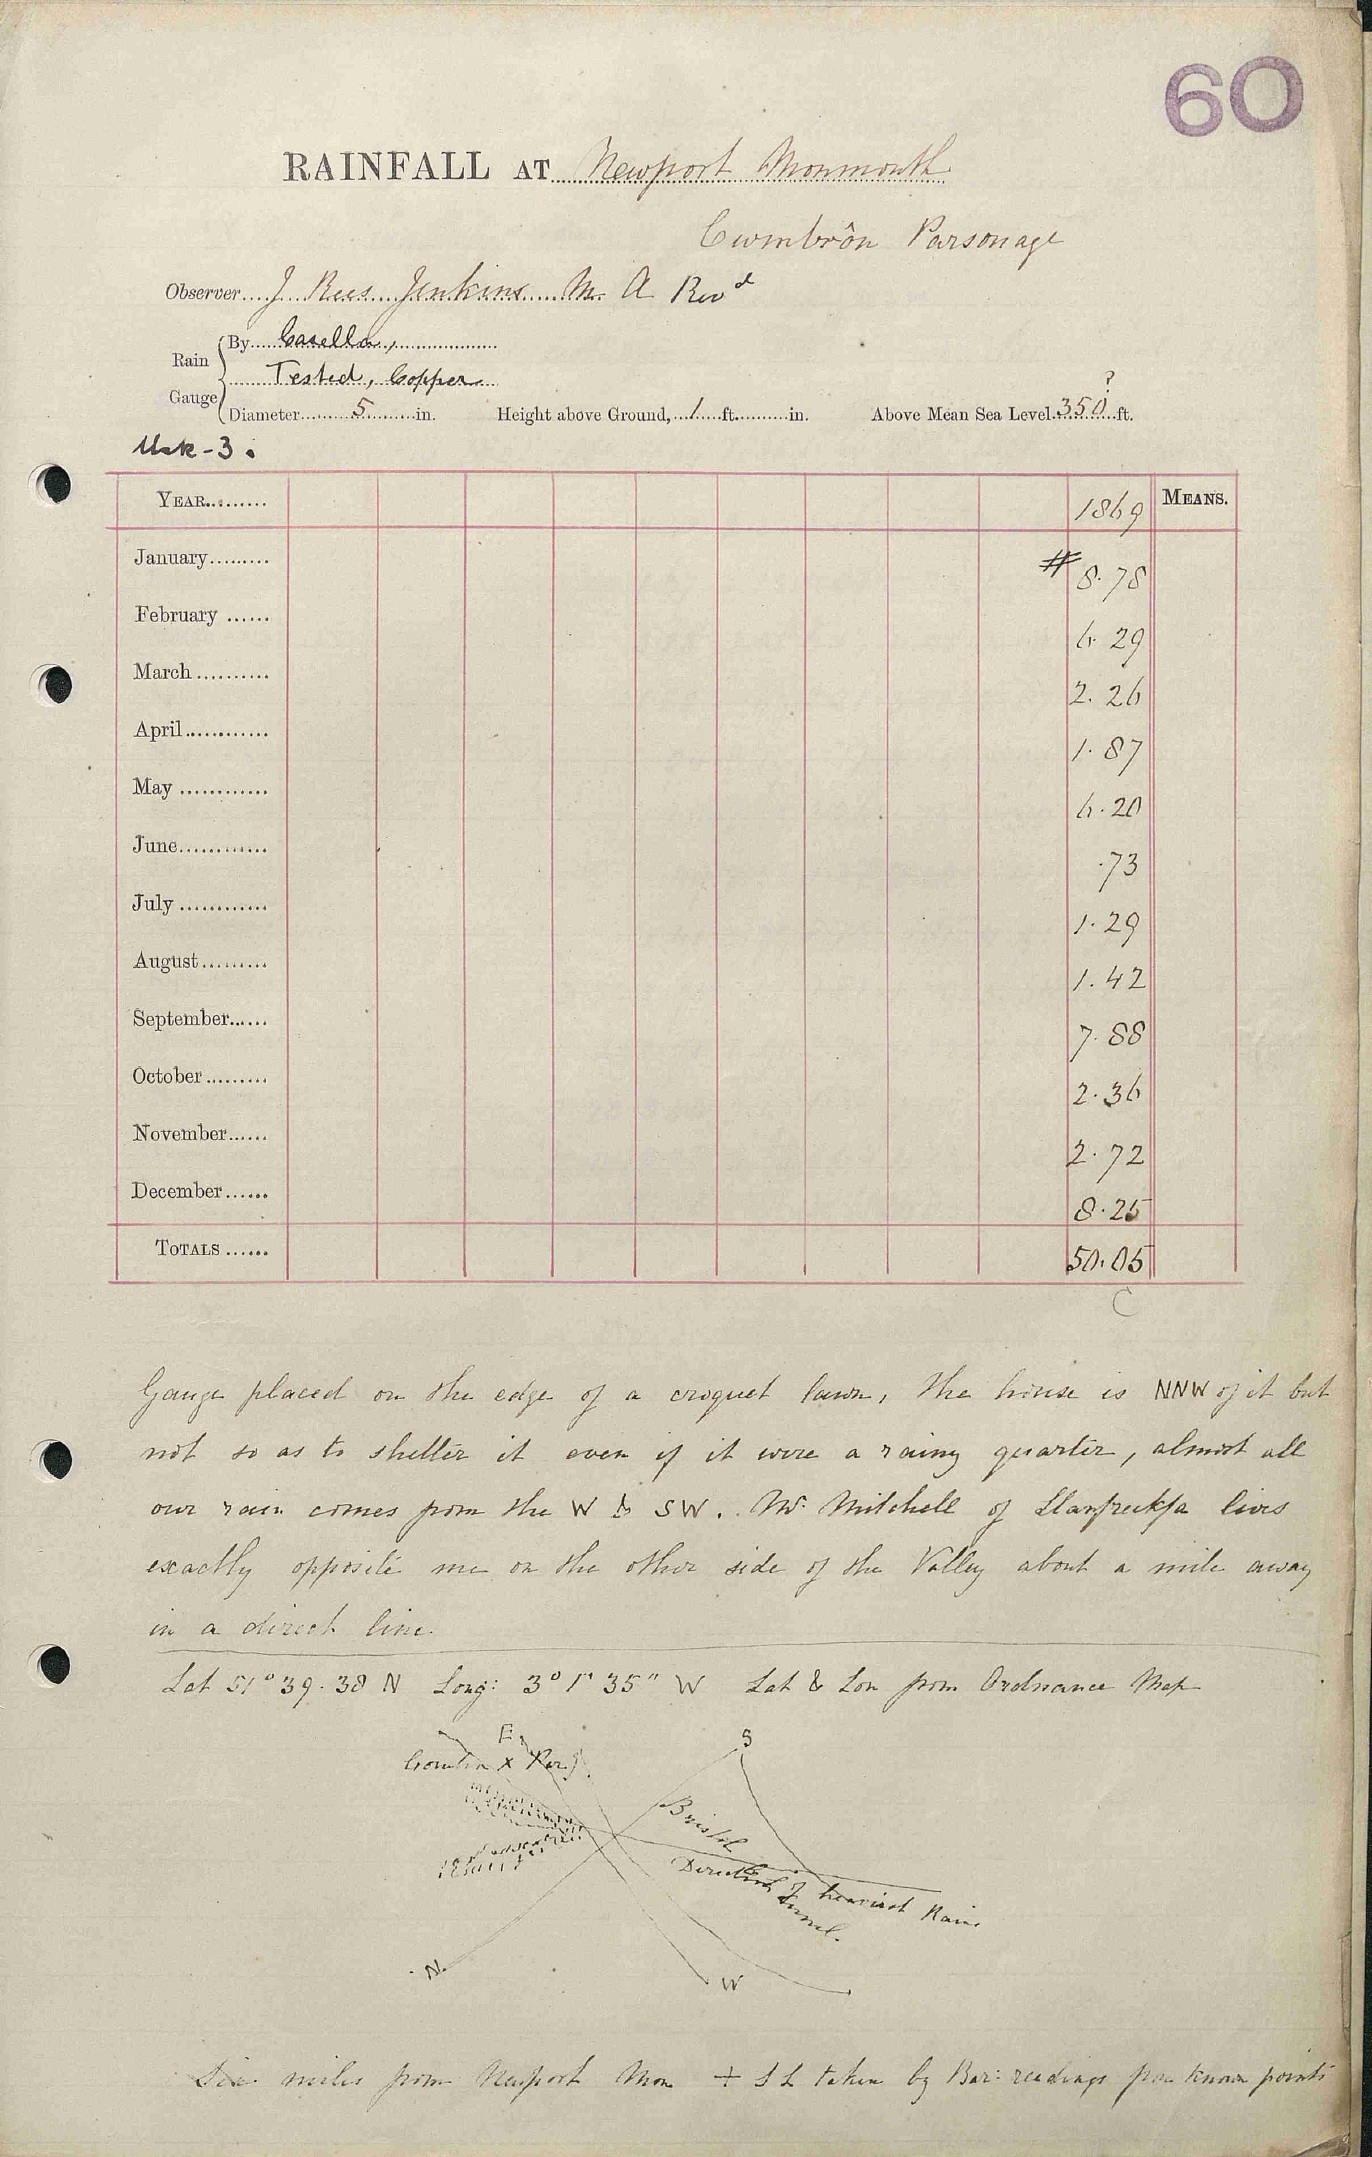 60
RAINFALL AT Newport Monmouth
Cwmbrân Parsonage
Observer J Rees Jenkins M. A Revd
Rain Gauge
By Casella,
Tested, Copper
Diameter 5 in. Height above Ground, 1 ft. in. Above Mean Sea Level 350 ? ft.
Usk-3.
YEAR 1869 MEANS.
January # 8.78
February 6.29
March 2.26
April 1.87
May 6.20
June .73
July 1.29
August 1.42
September 7.88
October 2.36
November 2.72
December 8.25
TOTALS 50.05
C
Gauge placed on the edge of a croquet lawn, the house is NNW of it but
not so as to shelter it even if it were a rainy quarter, almost all
our rain comes from the W & SW. Mr. Mitchell of Llanfrechfa lives
exactly opposite me on the other side of the Valley about a mile away
in a direct line.
Lat 51° 39. 38 N Long: 3° 1' 35" W Lat & Lon from Ordnance Map
E S
x
Bristol
Direction of heaviest Rain
N W
Six miles from Newport Mon + S L taken by Bar: readings from known points